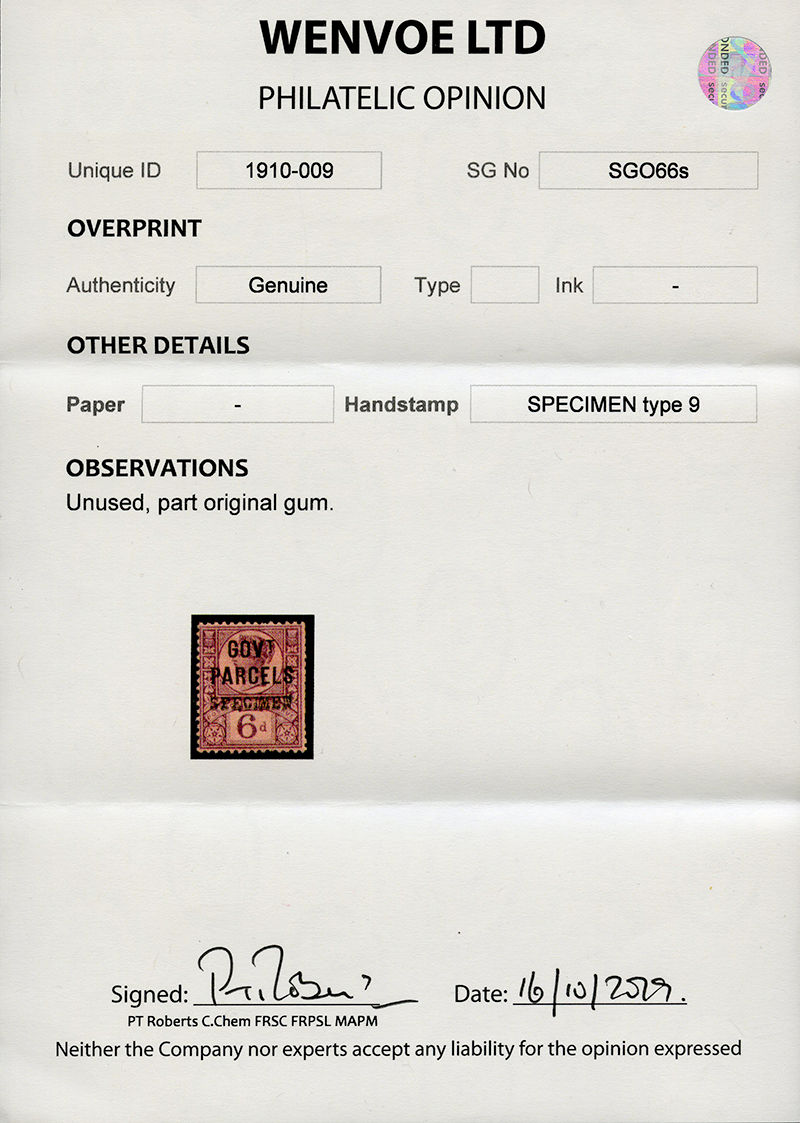 WENVOE LTD
PHILATELIC OPINION
Unique ID 1910-009 SG No SGO66s
OVERPRINT
Authenticity Genuine Type Ink -
OTHER DETAILS
Paper - Handstamp SPECIMEN type 9
OBSERVATIONS
Unused, part original gum.
GOVT
PARCELS
SPECIMEN
6d
Signed: Date: 16/10/2019.
PT Roberts C.Chem FRSC FRPSL MAPM
Neither the Company nor experts accept any liability for the opinion expressed